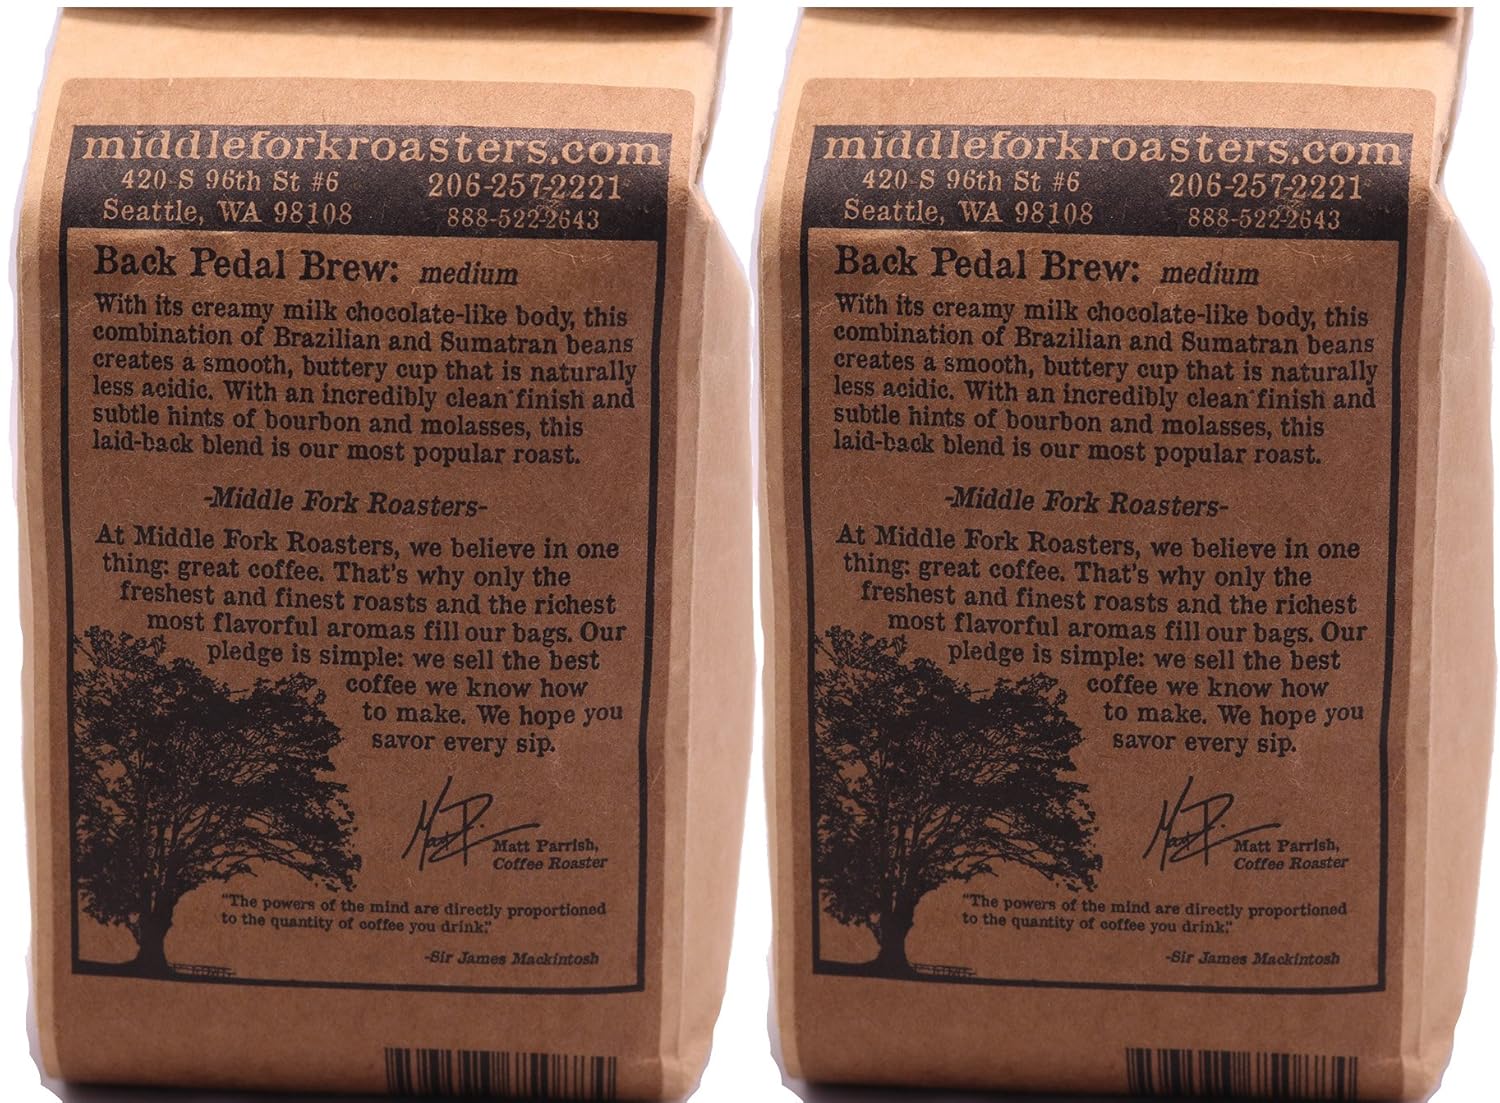 middleforkroasters.com
420 S 96th St #6 206-257-2221
Seattle, WA 98108 888-522-2643
Back Pedal Brew: medium
With its creamy milk chocolate-like body, this
combination of Brazilian and Sumatran beans
creates a smooth, buttery cup that is naturally
less acidic. With an incredibly clean finish and
subtle hints of bourbon and molasses, this
laid-back blend is our most popular roast.
-Middle Fork Roasters-
At Middle Fork Roasters, we believe in one
thing: great coffee. That's why only the
freshest and finest roasts and the richest
most flavorful aromas fill our bags. Our
pledge is simple: we sell the best
coffee we know how
to make. We hope you
savor every sip.
Matt Parrish,
Coffee Roaster
"The powers of the mind are directly proportioned
to the quantity of coffee you drink."
-Sir James Mackintosh
middleforkroasters.com
420 S 96th St #6 206-257-2221
Seattle, WA 98108 888-522-2643
Back Pedal Brew: medium
With its creamy milk chocolate-like body, this
combination of Brazilian and Sumatran beans
creates a smooth, buttery cup that is naturally
less acidic. With an incredibly clean finish and
subtle hints of bourbon and molasses, this
laid-back blend is our most popular roast.
-Middle Fork Roasters-
At Middle Fork Roasters, we believe in one
thing: great coffee. That's why only the
freshest and finest roasts and the richest
most flavorful aromas fill our bags. Our
pledge is simple: we sell the best
coffee we know how
to make. We hope you
savor every sip.
Matt Parrish,
Coffee Roaster
"The powers of the mind are directly proportioned
to the quantity of coffee you drink."
-Sir James Mackintosh